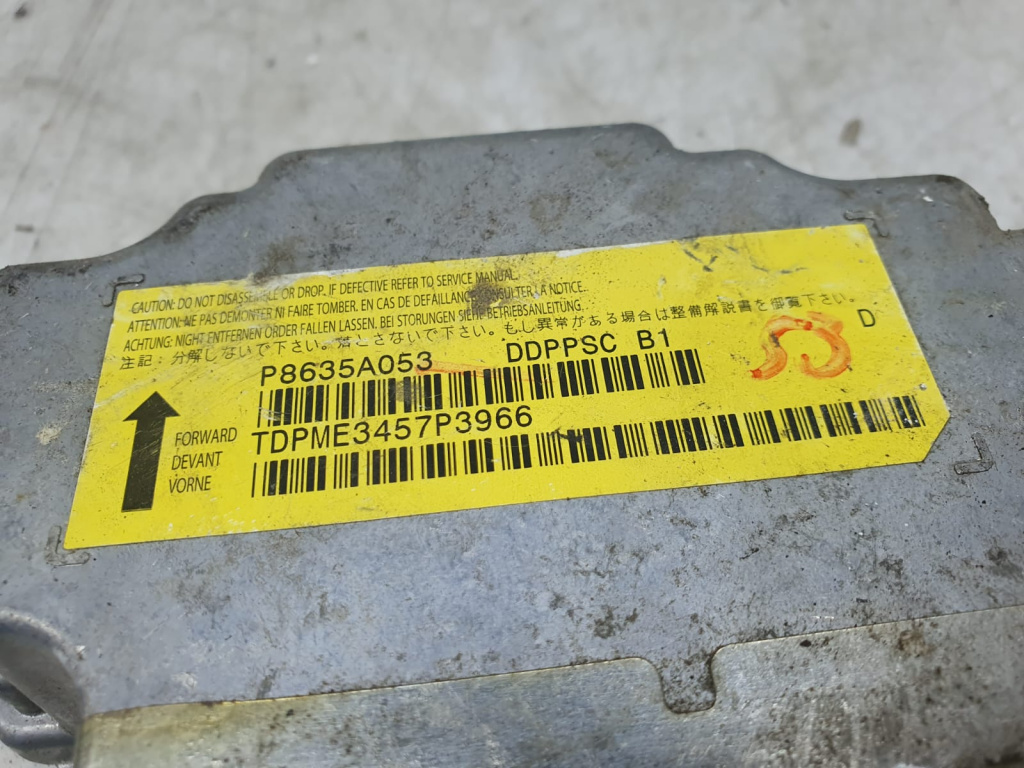 CAUTION: DO NOT DISASSEMBLE OR DROP. IF DEFECTIVE REFER TO SERVICE MANUAL.
ATTENTION: NE PAS DEMONTER NI FAIRE TOMBER. EN CAS DE DEFAILLANCE CONSULTER LA NOTICE.
ACHTUNG: NIGHT ENTFERNEN ORDER FALLEN LASSEN. BEI STORUNGEN SIEHE BETRIEBSANLEITUNG.
注記: 分解しないで下さい。落とさないで下さい。もし異常がある場合は整備解説書を御覧下さい。
P8635A053 DDPPSC B1 D
FORWARD TDPME3457P3966
DEVANT
VORNE